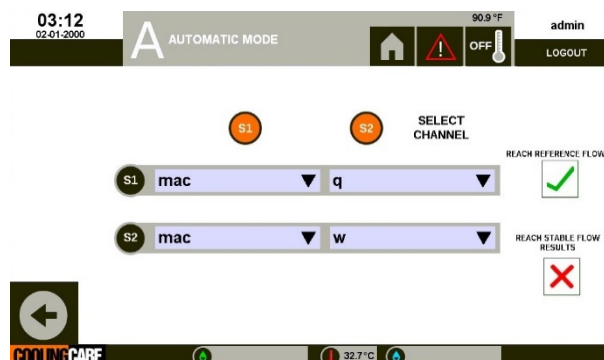 03:12
02-01-2000
A AUTOMATIC MODE
90.9 °F
OFF
admin
LOGOUT
S1
S2
SELECT
CHANNEL
REACH REFERENCE FLOW
S1 mac q
S2 mac w
REACH STABLE FLOW
RESULTS
COOLINGCARE
32.7°C